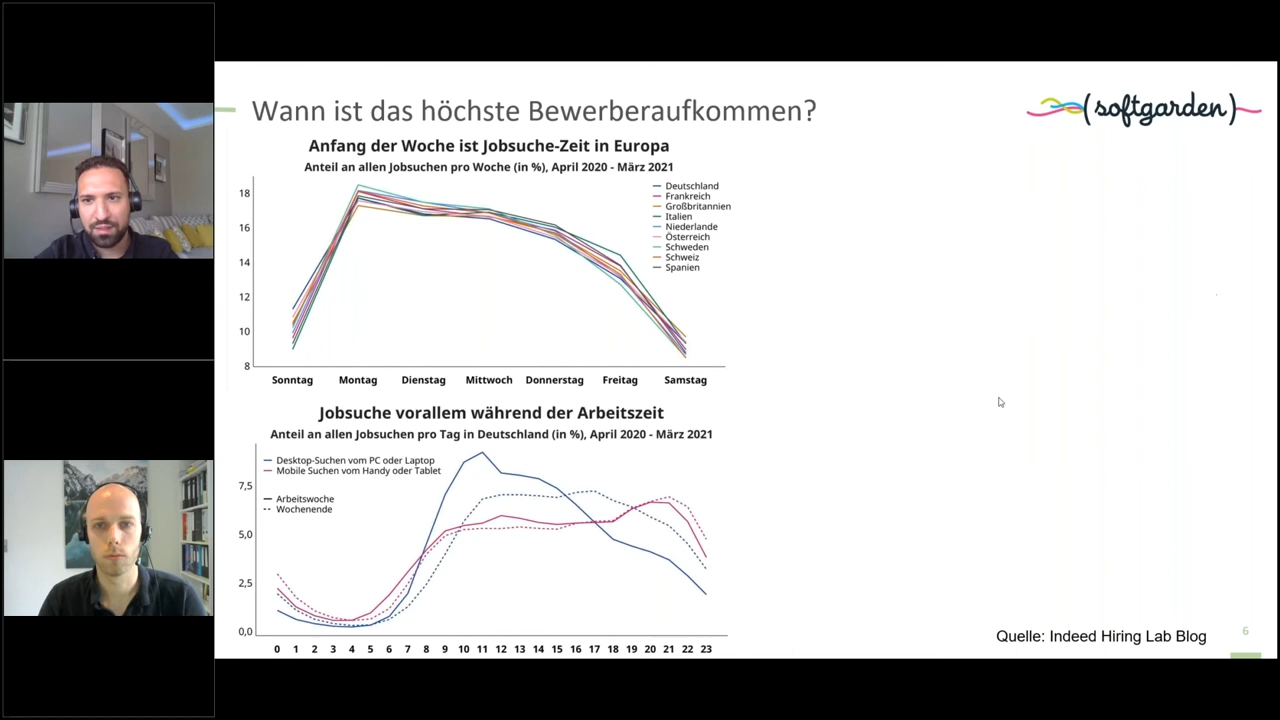 Wann ist das höchste Bewerberaufkommen?
(softgarden)
Anfang der Woche ist Jobsuche-Zeit in Europa
Anteil an allen Jobsuchen pro Woche (in %), April 2020 - März 2021
18
16
14
12
10
8
Deutschland
Frankreich
Großbritannien
Italien
Niederlande
Österreich
Schweden
Schweiz
Spanien
Sonntag Montag Dienstag Mittwoch Donnerstag Freitag Samstag
Jobsuche vorallem während der Arbeitszeit
Anteil an allen Jobsuchen pro Tag in Deutschland (in %), April 2020 - März 2021
Desktop-Suchen vom PC oder Laptop
Mobile Suchen vom Handy oder Tablet
Arbeitswoche
Wochenende
7,5
5,0
2,5
0,0
0 1 2 3 4 5 6 7 8 9 10 11 12 13 14 15 16 17 18 19 20 21 22 23
Quelle: Indeed Hiring Lab Blog
6